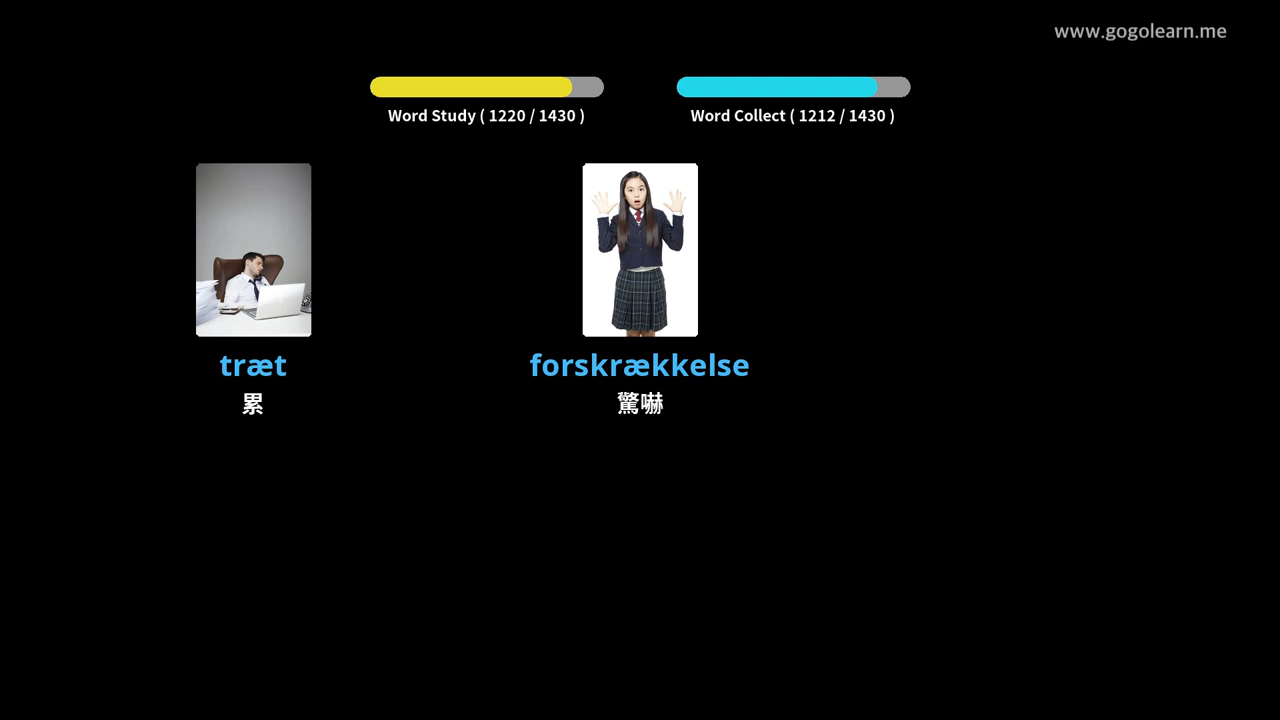 www.gogolearn.me
Word Study ( 1220 / 1430 )
Word Collect ( 1212 / 1430 )
træt
forskrækkelse
累
驚嚇